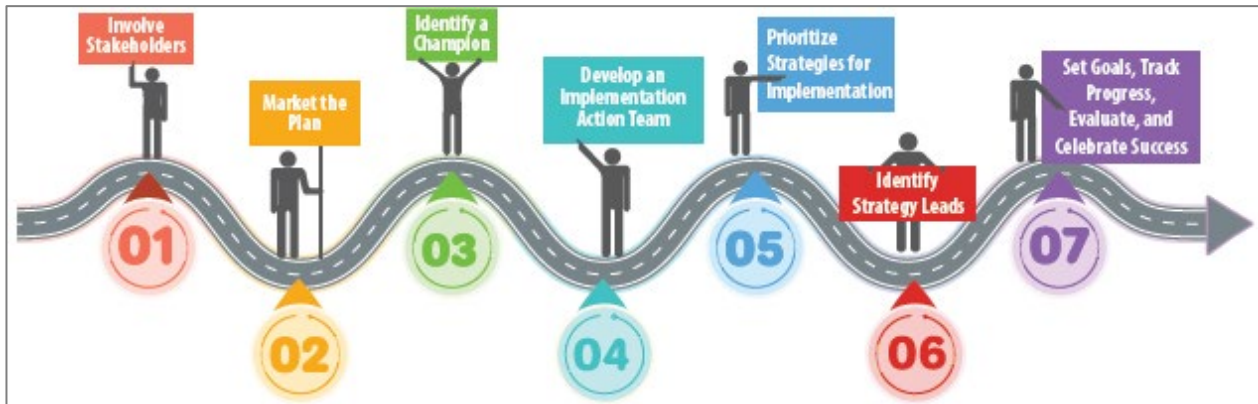 Involve
Stakeholders
01
Market the
Plan
02
Identify a
Champion
03
Develop an
Implementation
Action Team
04
Prioritize
Strategies for
Implementation
05
Identify
Strategy Leads
06
Set Goals, Track
Progress,
Evaluate, and
Celebrate Success
07